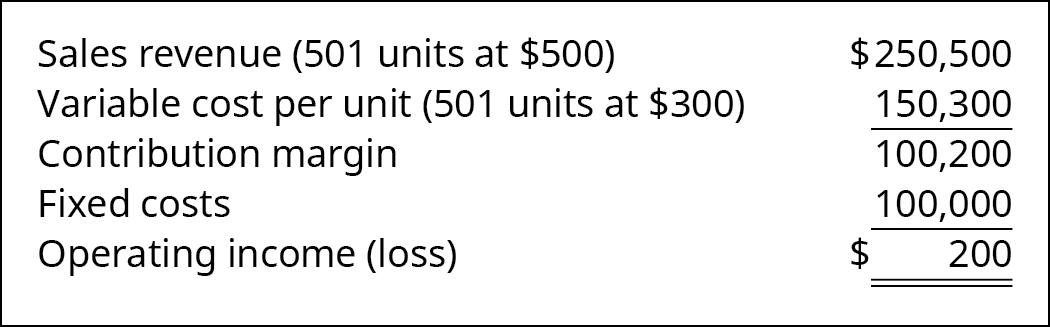 Sales revenue (501 units at $500) $250,500
Variable cost per unit (501 units at $300) 150,300
Contribution margin 100,200
Fixed costs 100,000
Operating income (loss) $ 200